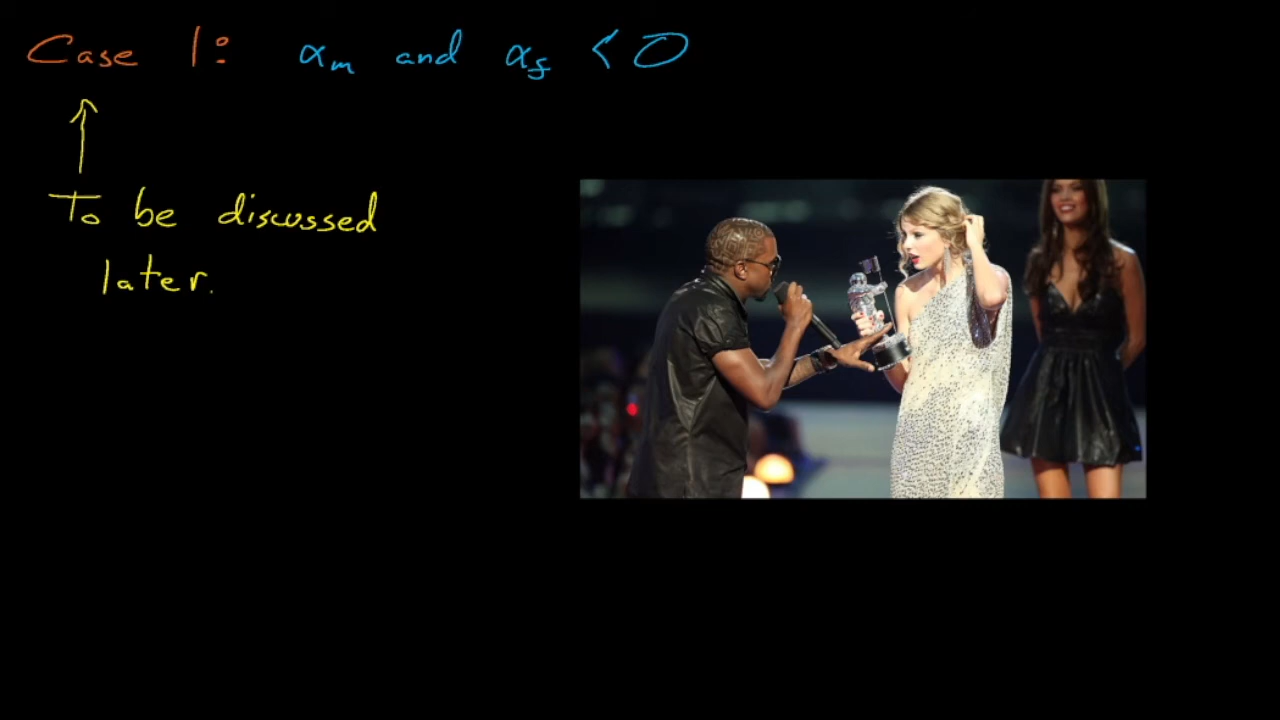 Case 1: αm and αf < 0
To be discussed
later.